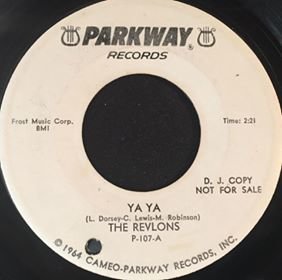 PARKWAY®
RECORDS
Frost Music Corp.
BMI
Time: 2:21
D. J. COPY
NOT FOR SALE
YA YA
(L. Dorsey-C. Lewis-M. Robinson)
THE REVLONS
P-107-A
© 1964 CAMEO-PARKWAY RECORDS, INC.